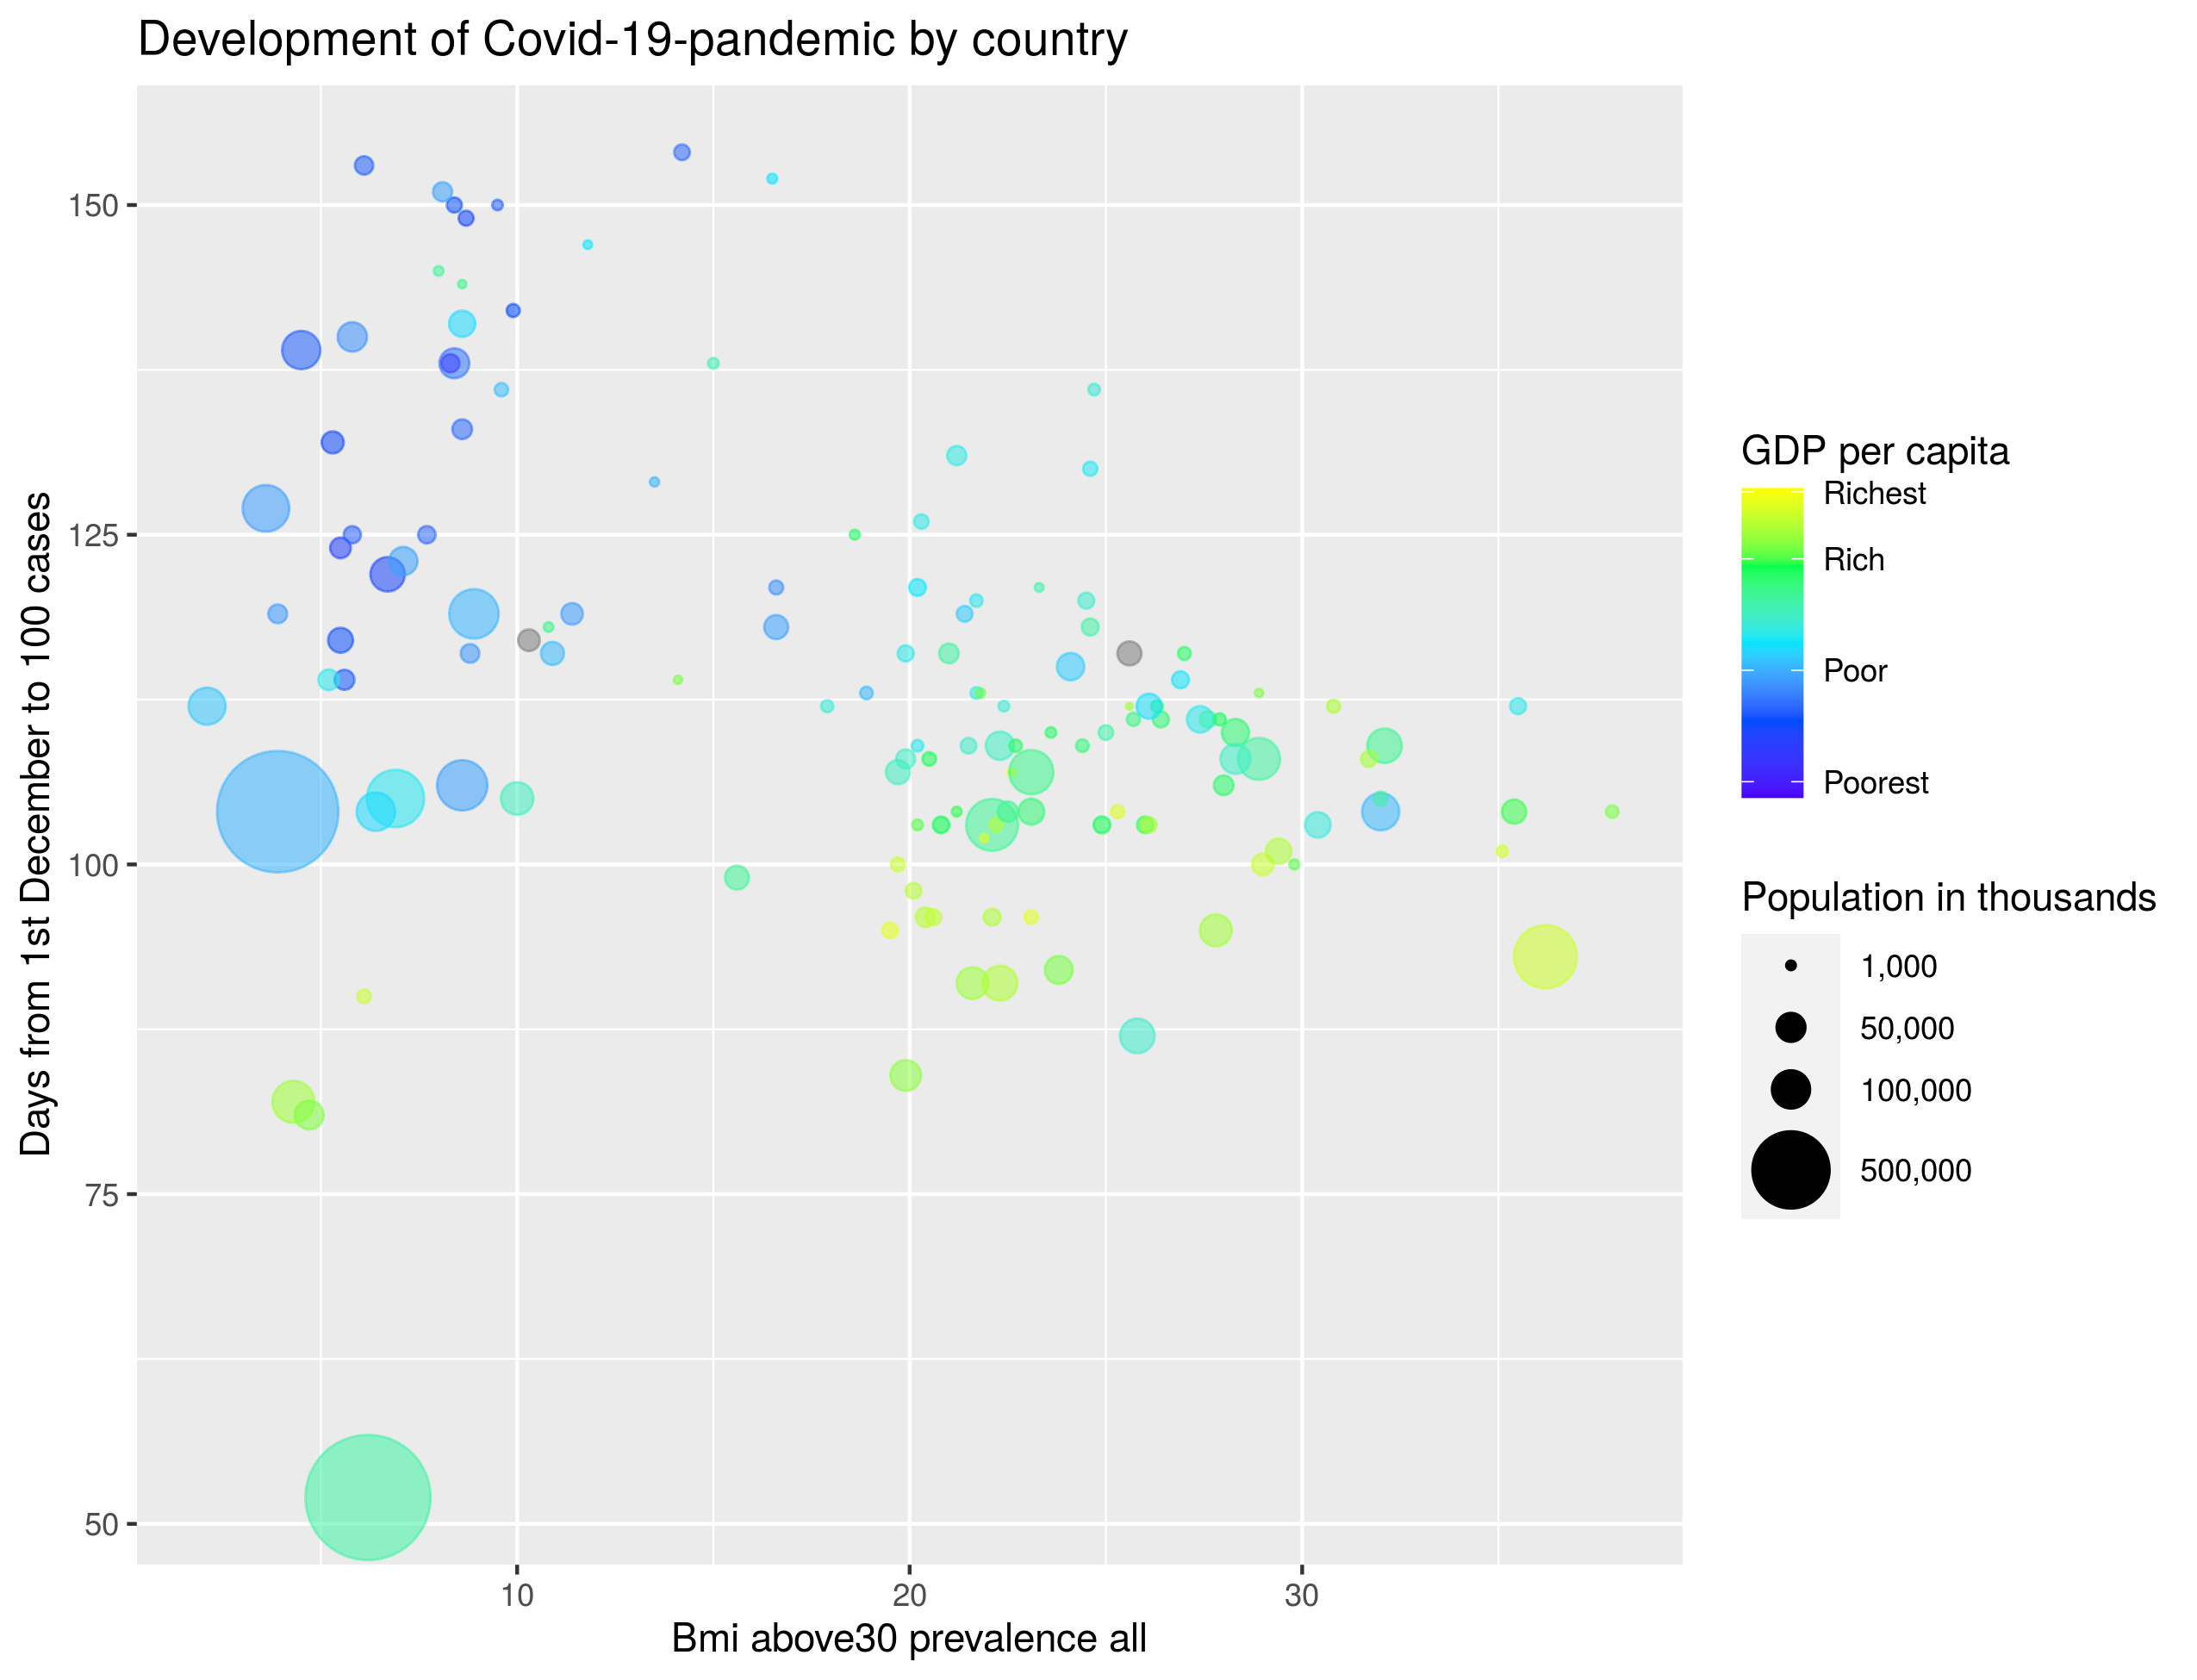 Development of Covid-19-pandemic by country
Days from 1st December to 100 cases
150
125
100
75
50
10
20
30
Bmi above30 prevalence all
GDP per capita
Richest
Rich
Poor
Poorest
Population in thousands
1,000
50,000
100,000
500,000